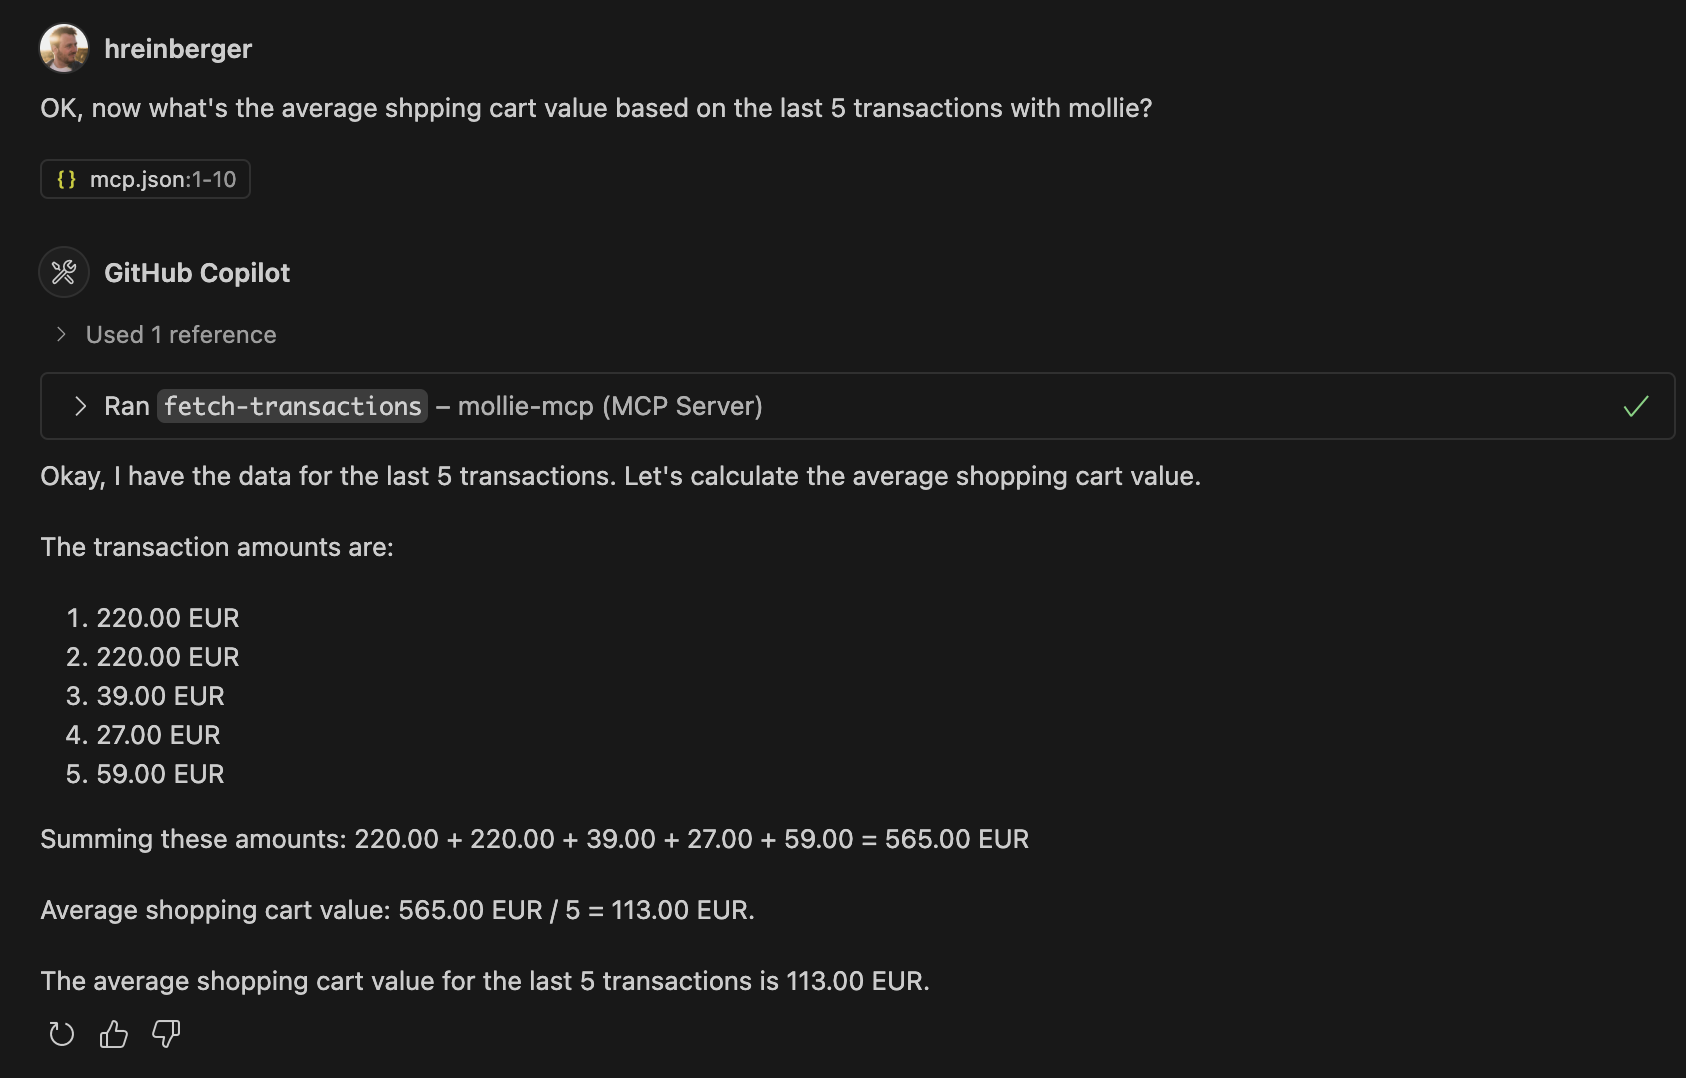 hreinberger
OK, now what's the average shpping cart value based on the last 5 transactions with mollie?
{} mcp.json:1-10
GitHub Copilot
Used 1 reference
Ran fetch-transactions – mollie-mcp (MCP Server)
Okay, I have the data for the last 5 transactions. Let's calculate the average shopping cart value.
The transaction amounts are:
1. 220.00 EUR
2. 220.00 EUR
3. 39.00 EUR
4. 27.00 EUR
5. 59.00 EUR
Summing these amounts: 220.00 + 220.00 + 39.00 + 27.00 + 59.00 = 565.00 EUR
Average shopping cart value: 565.00 EUR / 5 = 113.00 EUR.
The average shopping cart value for the last 5 transactions is 113.00 EUR.